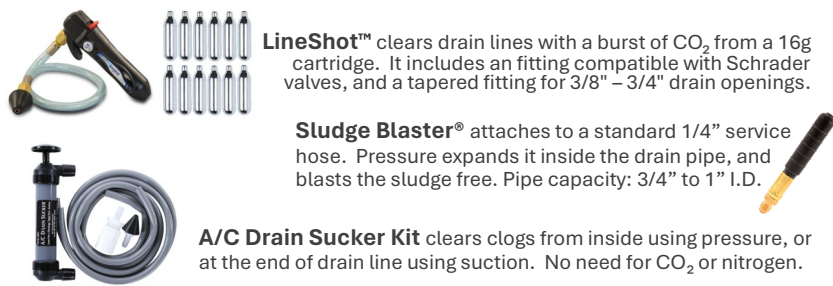 LineShot™ clears drain lines with a burst of CO₂ from a 16g
cartridge. It includes an fitting compatible with Schrader
valves, and a tapered fitting for 3/8" – 3/4" drain openings.
Sludge Blaster® attaches to a standard 1/4” service
hose. Pressure expands it inside the drain pipe, and
blasts the sludge free. Pipe capacity: 3/4” to 1” I.D.
A/C DRAIN SUCKER
A/C Drain Sucker Kit clears clogs from inside using pressure, or
at the end of drain line using suction. No need for CO₂ or nitrogen.